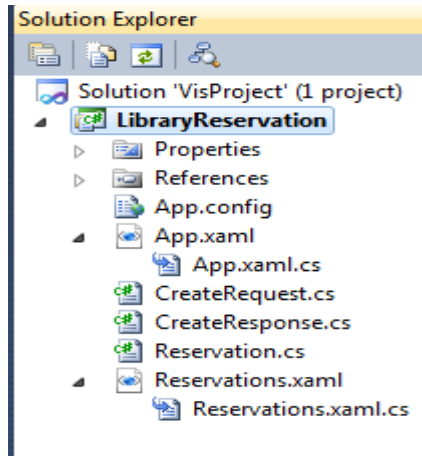 Solution Explorer
Solution 'VisProject' (1 project)
LibraryReservation
Properties
References
App.config
App.xaml
App.xaml.cs
CreateRequest.cs
CreateResponse.cs
Reservation.cs
Reservations.xaml
Reservations.xaml.cs